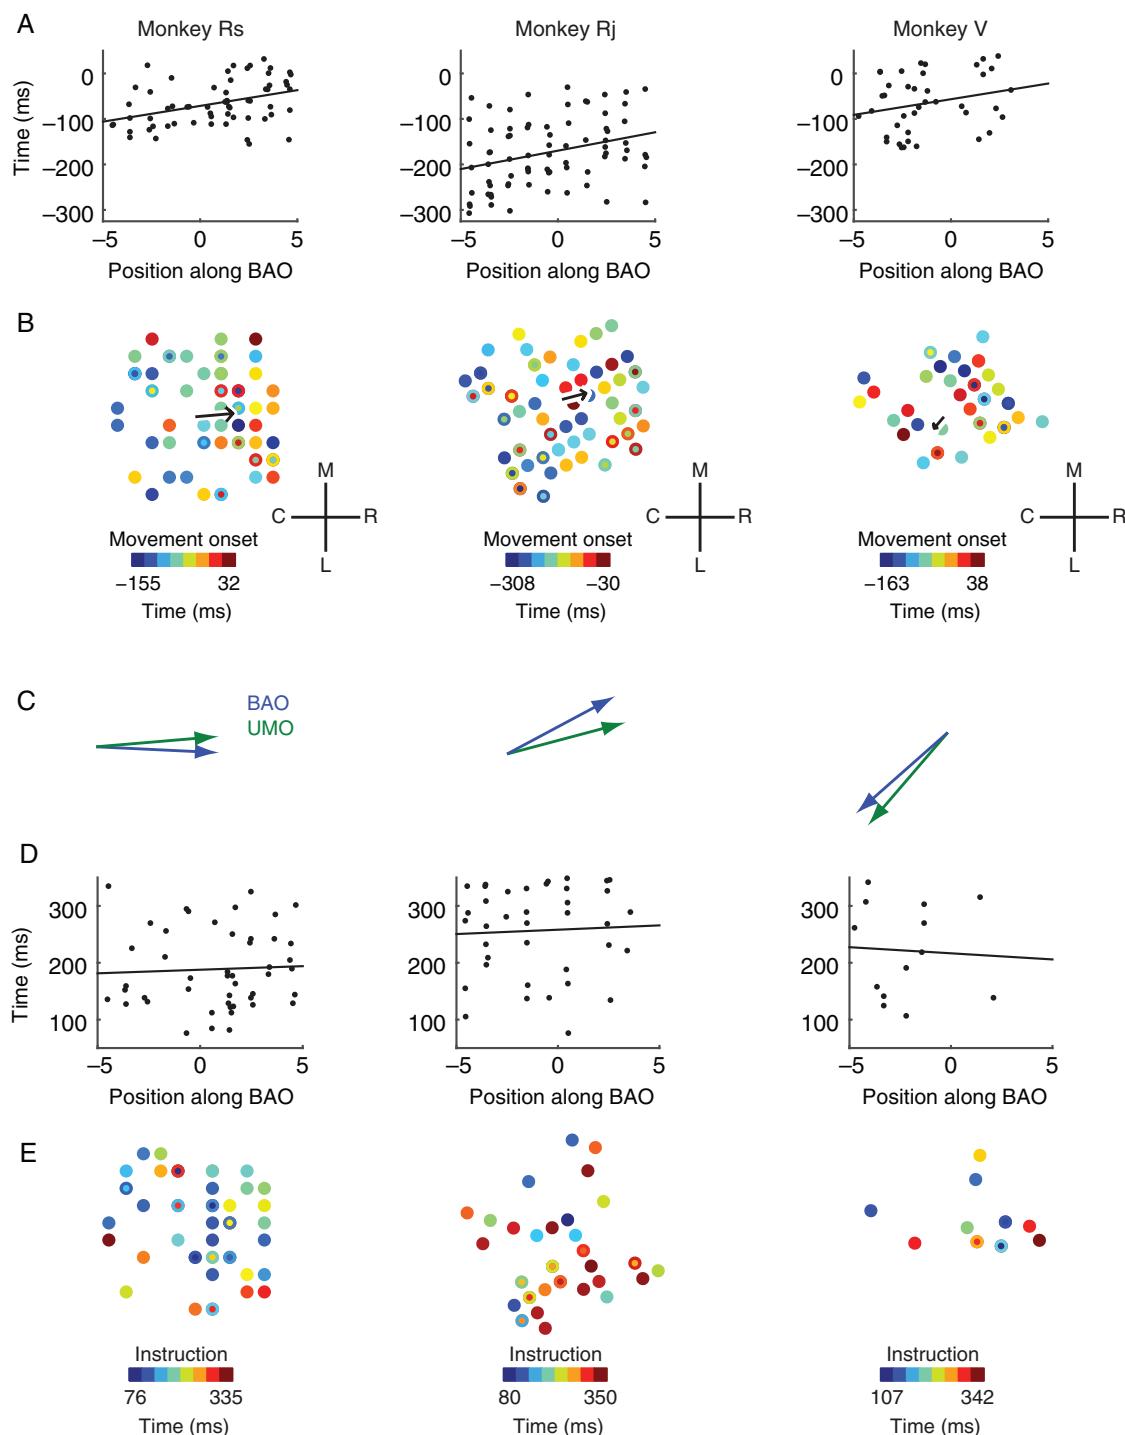 A
Monkey Rs
Monkey Rj
Monkey V
Time (ms)
0
−100
−200
−300
−5
0
5
Position along BAO
0
−100
−200
−300
−5
0
5
Position along BAO
0
−100
−200
−300
−5
0
5
Position along BAO
B
M
C
R
L
Movement onset
−155
32
Time (ms)
M
C
R
L
Movement onset
−308
−30
Time (ms)
M
C
R
L
Movement onset
−163
38
Time (ms)
C
BAO
UMO
D
Time (ms)
300
200
100
−5
0
5
Position along BAO
300
200
100
−5
0
5
Position along BAO
300
200
100
−5
0
5
Position along BAO
E
Instruction
76
335
Time (ms)
Instruction
80
350
Time (ms)
Instruction
107
342
Time (ms)